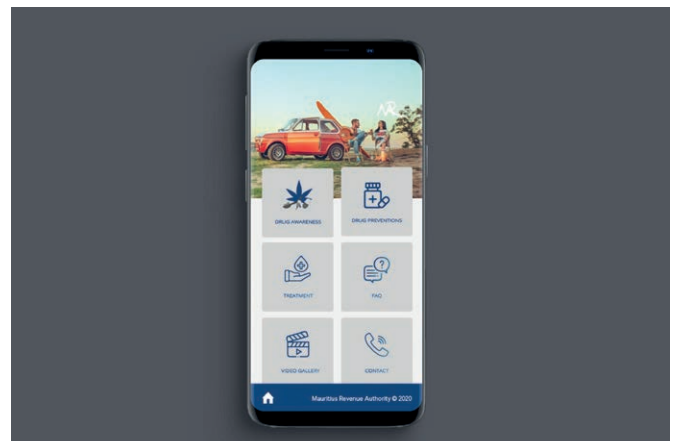 DRUG AWARENESS
DRUG PREVENTIONS
TREATMENT
FAQ
VIDEO GALLERY
CONTACT
Mauritius Revenue Authority © 2020